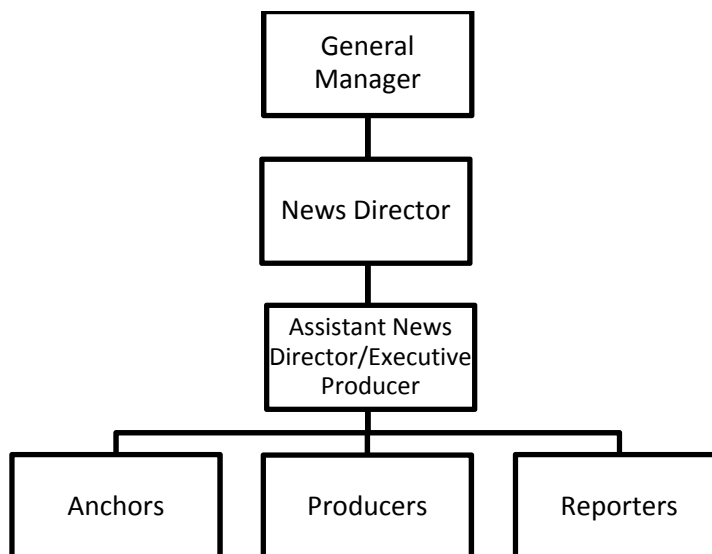 General
Manager
News Director
Assistant News
Director/Executive
Producer
Anchors
Producers
Reporters